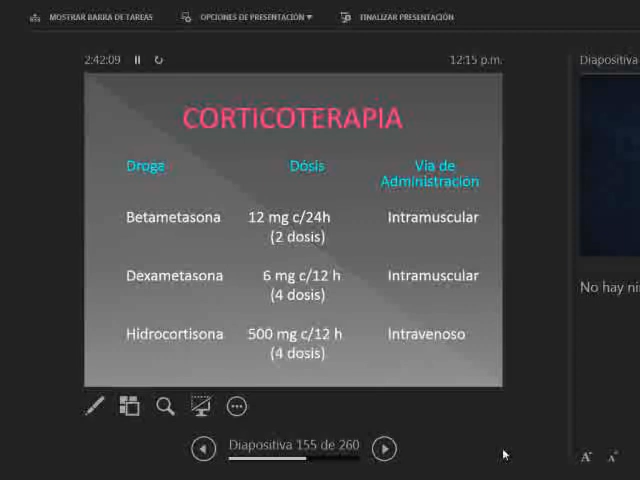 MOSTRAR BARRA DE TAREAS OPCIONES DE PRESENTACIÓN FINALIZAR PRESENTACIÓN
2:42:09 12:15 p.m. Diapositiva
CORTICOTERAPIA
Droga Dósis Via de
Administración
Betametasona 12 mg c/24h Intramuscular
(2 dosis)
Dexametasona 6 mg c/12 h Intramuscular
(4 dosis)
Hidrocortisona 500 mg c/12 h Intravenoso
(4 dosis)
No hay ni
Diapositiva 155 de 260
A A